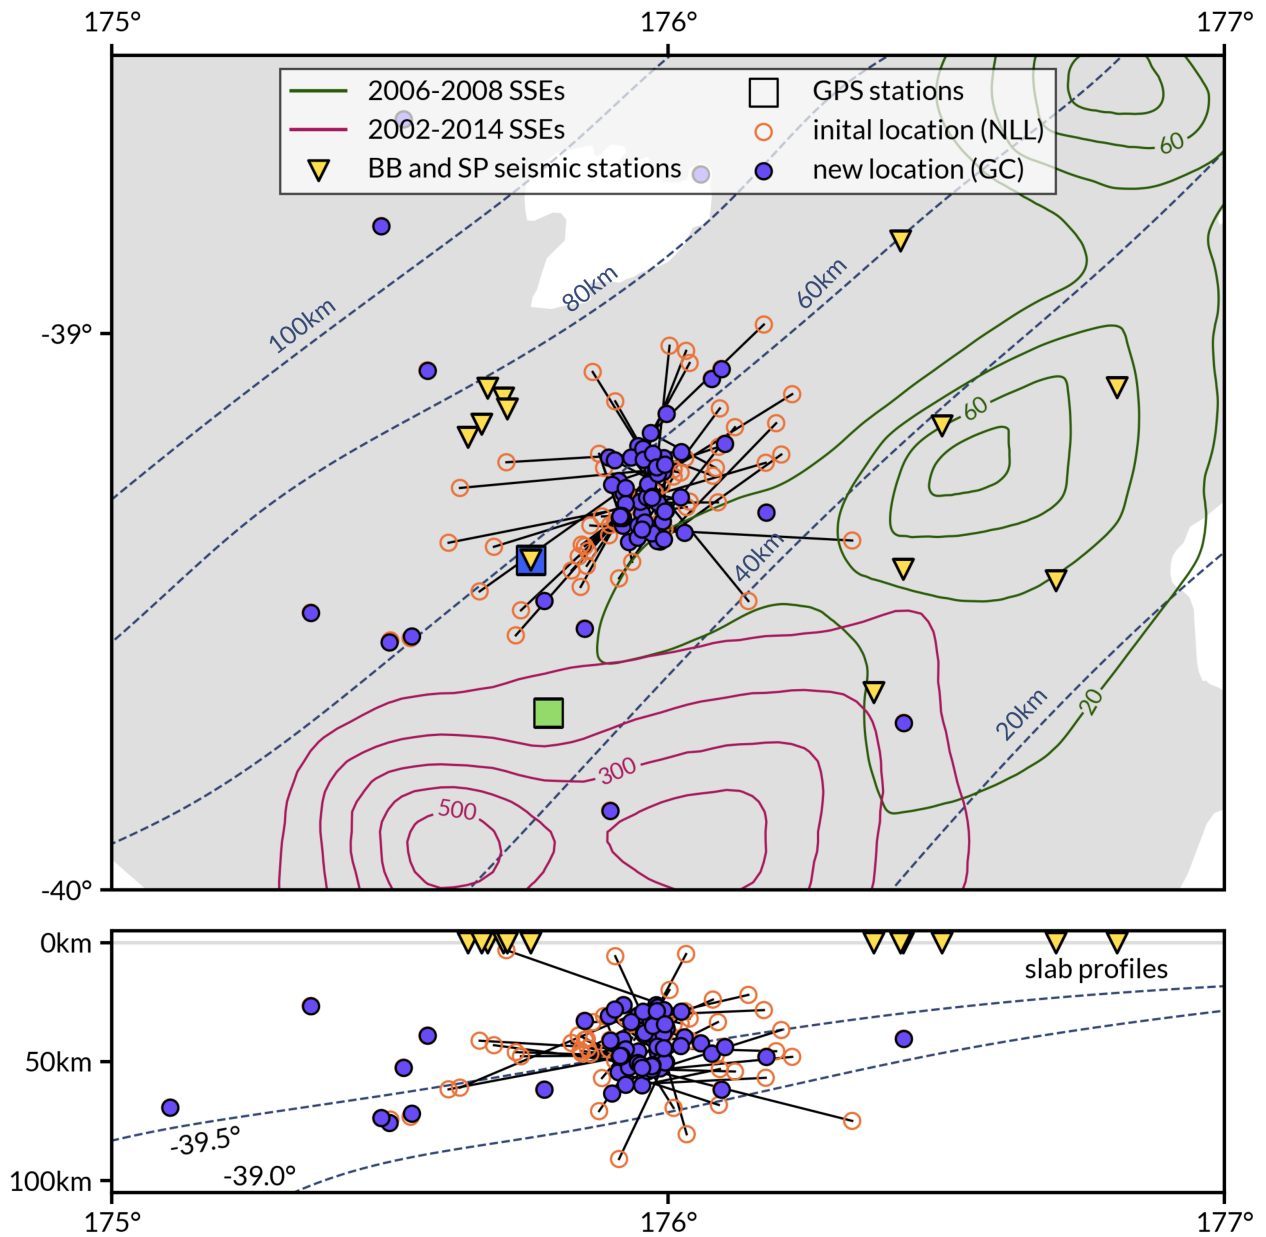 175° 176° 177°
2006-2008 SSEs
2002-2014 SSEs
BB and SP seismic stations
GPS stations
inital location (NLL)
new location (GC)
60
100km
80km
60km
-39°
60
40km
20km
20
300
500
-40°
0km
slab profiles
50km
-39.5°
-39.0°
100km
175° 176° 177°